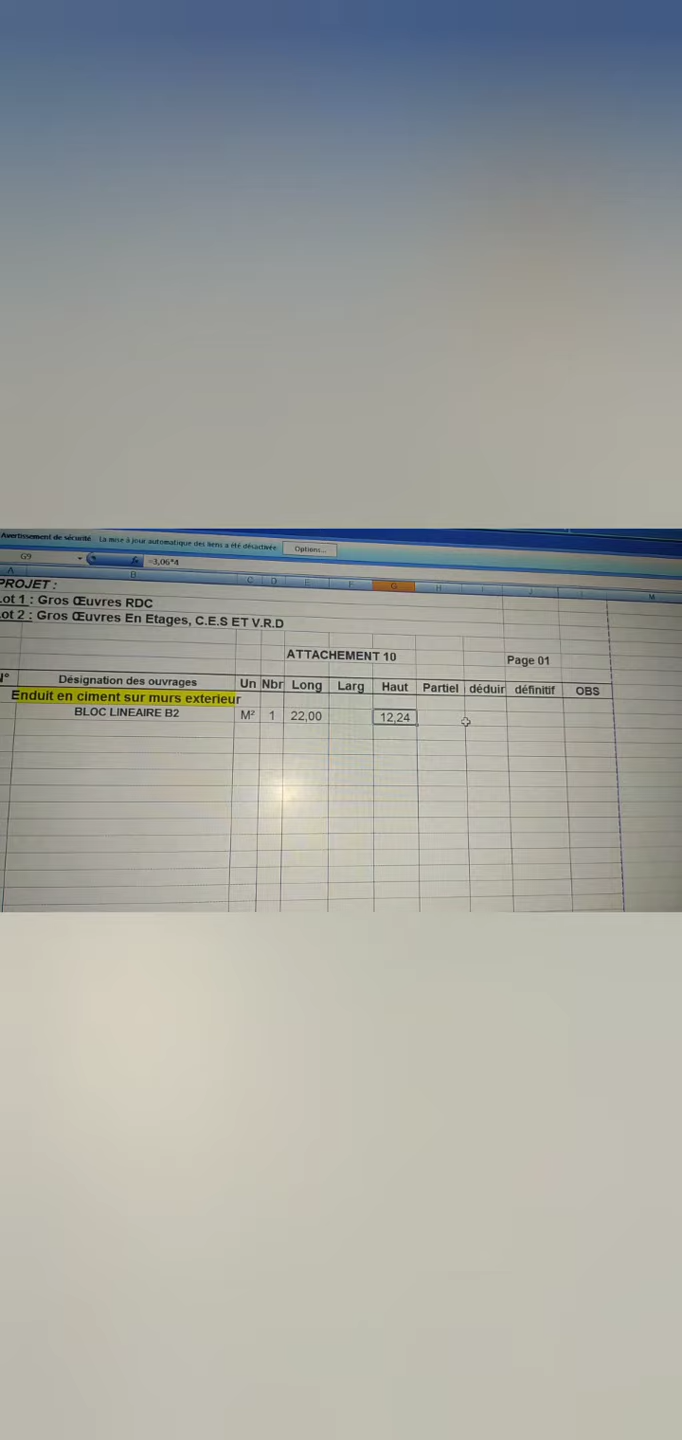 Avertissement de sécurité La mise à jour automatique des liens a été désactivée Options...
G9 fx =3,06*4
A B C D E F G H I J M
PROJET :
Lot 1 : Gros Œuvres RDC
Lot 2 : Gros Œuvres En Etages, C.E.S ET V.R.D
ATTACHEMENT 10 Page 01
N° Désignation des ouvrages Un Nbr Long Larg Haut Partiel déduir définitif OBS
Enduit en ciment sur murs exterieur
BLOC LINEAIRE B2 M² 1 22,00 12,24